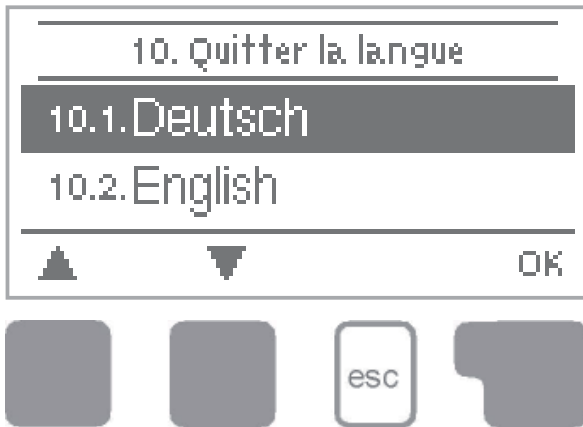 10. Quitter la langue
10.1.Deutsch
10.2.English
OK
esc